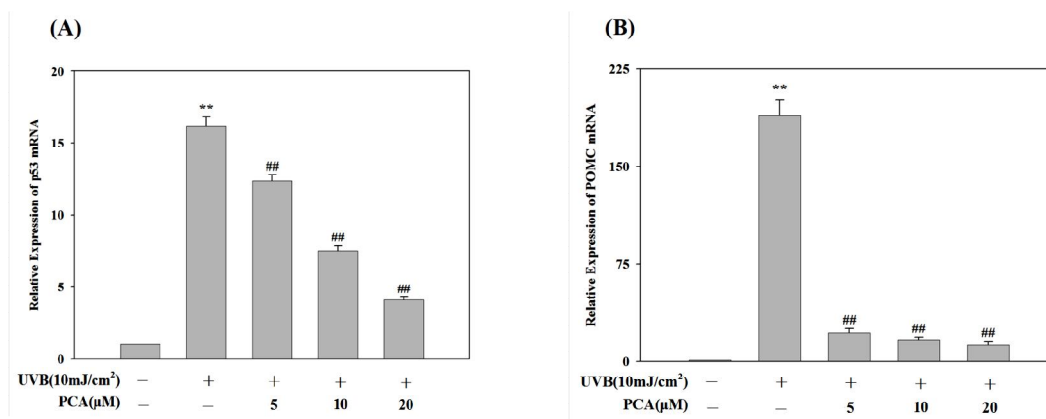 (A)
Relative Expression of p53 mRNA
20
15
10
5
0
**
##
##
##
UVB(10mJ/cm²) – + + + +
PCA(μM) – – 5 10 20
(B)
Relative Expression of POMC mRNA
225
150
75
0
**
##
##
##
UVB(10mJ/cm²) – + + + +
PCA(μM) – – 5 10 20